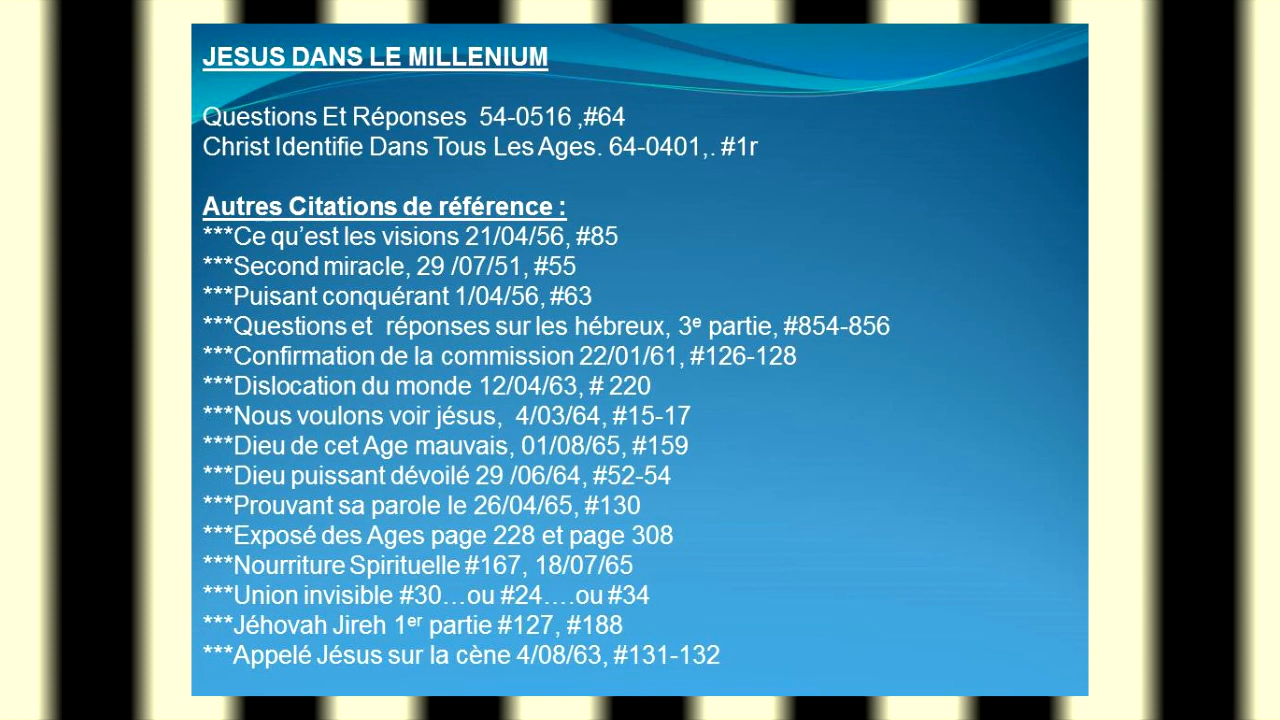 JESUS DANS LE MILLENIUM
Questions Et Réponses 54-0516 ,#64
Christ Identifie Dans Tous Les Ages. 64-0401,. #1r
Autres Citations de référence :
***Ce qu’est les visions 21/04/56, #85
***Second miracle, 29 /07/51, #55
***Puisant conquérant 1/04/56, #63
***Questions et réponses sur les hébreux, 3e partie, #854-856
***Confirmation de la commission 22/01/61, #126-128
***Dislocation du monde 12/04/63, # 220
***Nous voulons voir jésus, 4/03/64, #15-17
***Dieu de cet Age mauvais, 01/08/65, #159
***Dieu puissant dévoilé 29 /06/64, #52-54
***Prouvant sa parole le 26/04/65, #130
***Exposé des Ages page 228 et page 308
***Nourriture Spirituelle #167, 18/07/65
***Union invisible #30…ou #24….ou #34
***Jéhovah Jireh 1er partie #127, #188
***Appelé Jésus sur la cène 4/08/63, #131-132